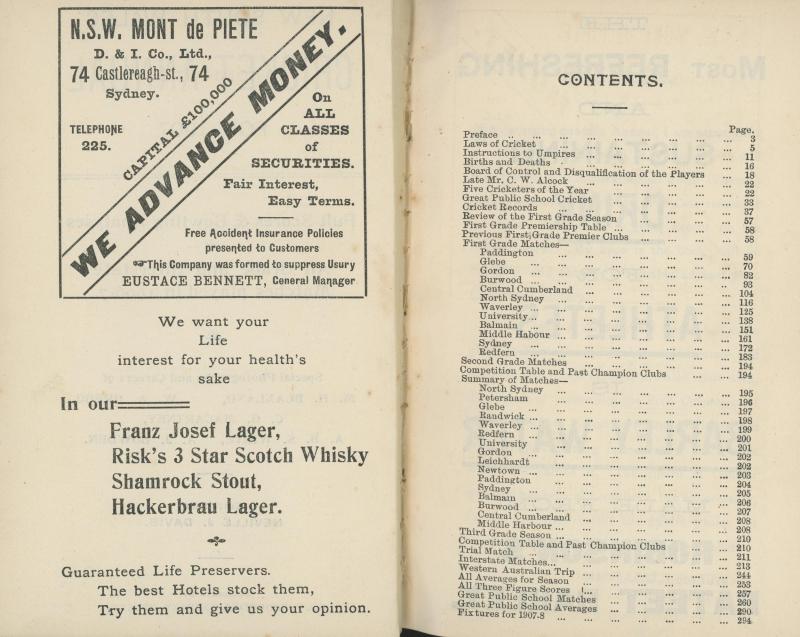 N.S.W. MONT de PIETE
D. & I. Co., Ltd.,
74 Castlereagh-st., 74
Sydney.
TELEPHONE
225.
CAPITAL £100,000
WE ADVANCE MONEY.
On
ALL
CLASSES
of
SECURITIES.
Fair Interest,
Easy Terms.
Free Accident Insurance Policies
presented to Customers
☞This Company was formed to suppress Usury
EUSTACE BENNETT, General Manager
We want your
Life
interest for your health's
sake
In our
Franz Josef Lager,
Risk's 3 Star Scotch Whisky
Shamrock Stout,
Hackerbrau Lager.
Guaranteed Life Preservers.
The best Hotels stock them,
Try them and give us your opinion.
CONTENTS.
Page.
Preface ... 3
Laws of Cricket ... 5
Instructions to Umpires ... 11
Births and Deaths ... 16
Board of Control and Disqualification of the Players ... 18
Late Mr. C. W. Alcock ... 22
Five Cricketers of the Year ... 22
Great Public School Cricket ... 33
Cricket Records ... 37
Review of the First Grade Season ... 57
First Grade Premiership Table ... 58
Previous First Grade Premier Clubs ... 58
First Grade Matches—
Paddington ... 59
Glebe ... 70
Gordon ... 82
Burwood ... 93
Central Cumberland ... 104
North Sydney ... 116
Waverley ... 125
University ... 138
Balmain ... 151
Middle Habour ... 161
Sydney ... 172
Redfern ... 183
Second Grade Matches ... 194
Competition Table and Past Champion Clubs ... 194
Summary of Matches—
North Sydney ... 195
Petersham ... 196
Glebe ... 197
Randwick ... 198
Waverley ... 199
Redfern ... 200
University ... 201
Gordon ... 202
Leichhardt ... 202
Newtown ... 203
Paddington ... 204
Sydney ... 205
Balmain ... 206
Burwood ... 207
Central Cumberland ... 208
Middle Harbour ... 208
Third Grade Season ... 210
Competition Table and Past Champion Clubs ... 210
Trial Match ... 211
Interstate Matches... 213
Western Australian Trip ... 244
All Averages for Season ... 253
All Three Figure Scores ... 257
Great Public School Matches ... 260
Great Public School Averages ... 290
Fixtures for 1907-8 ... 294